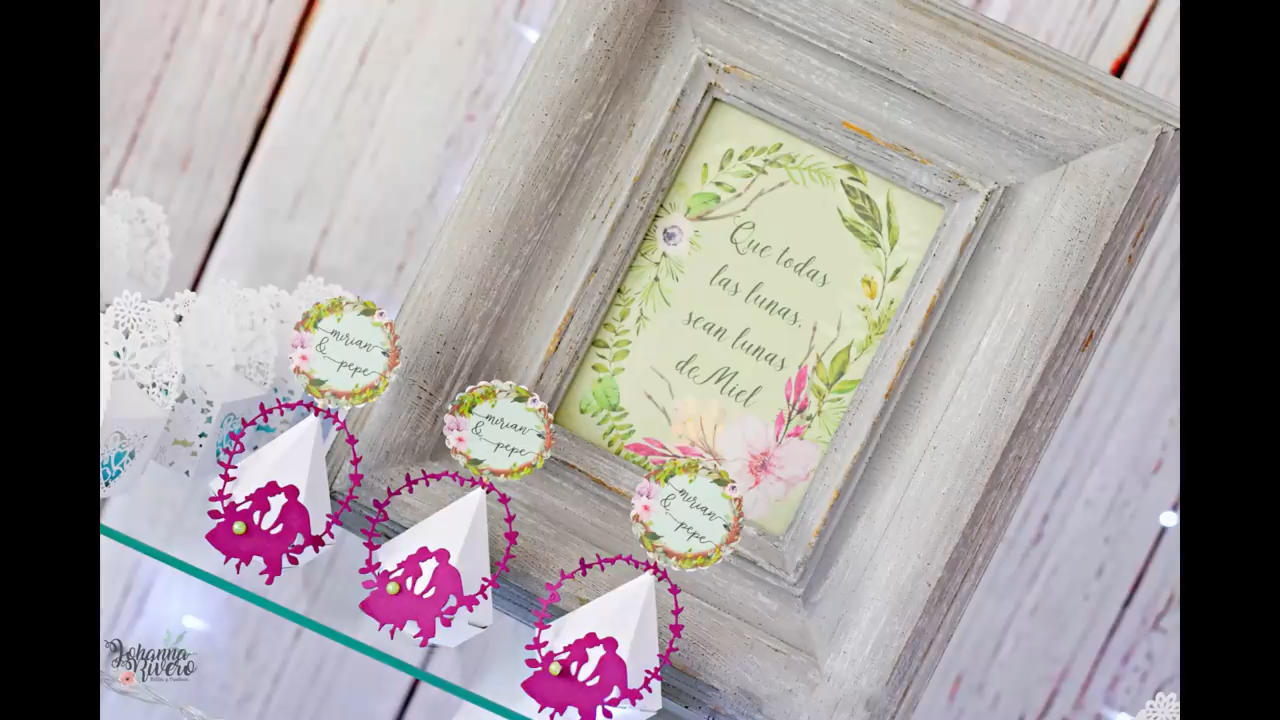 Que todas
las lunas,
sean lunas
de Miel
mirian
& pepe
mirian
& pepe
mirian
& pepe
Johanna
Rivero